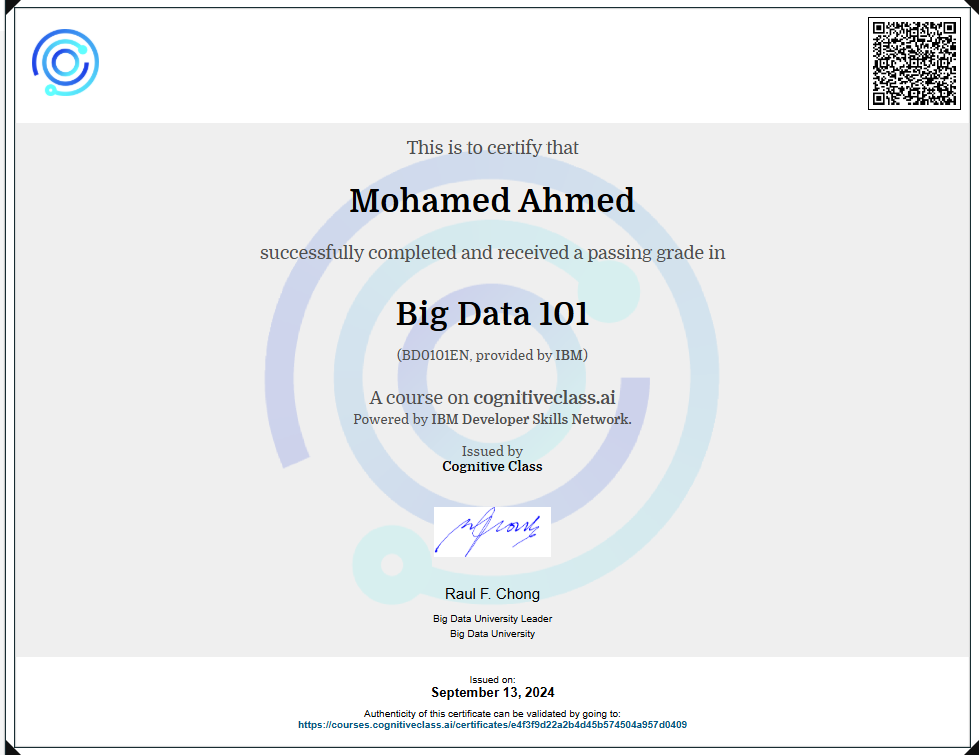 This is to certify that
Mohamed Ahmed
successfully completed and received a passing grade in
Big Data 101
(BD0101EN, provided by IBM)
A course on cognitiveclass.ai
Powered by IBM Developer Skills Network.
Issued by
Cognitive Class
Raul F. Chong
Big Data University Leader
Big Data University
Issued on:
September 13, 2024
Authenticity of this certificate can be validated by going to:
https://courses.cognitiveclass.ai/certificates/e4f3f9d22a2b4d45b574504a957d0409